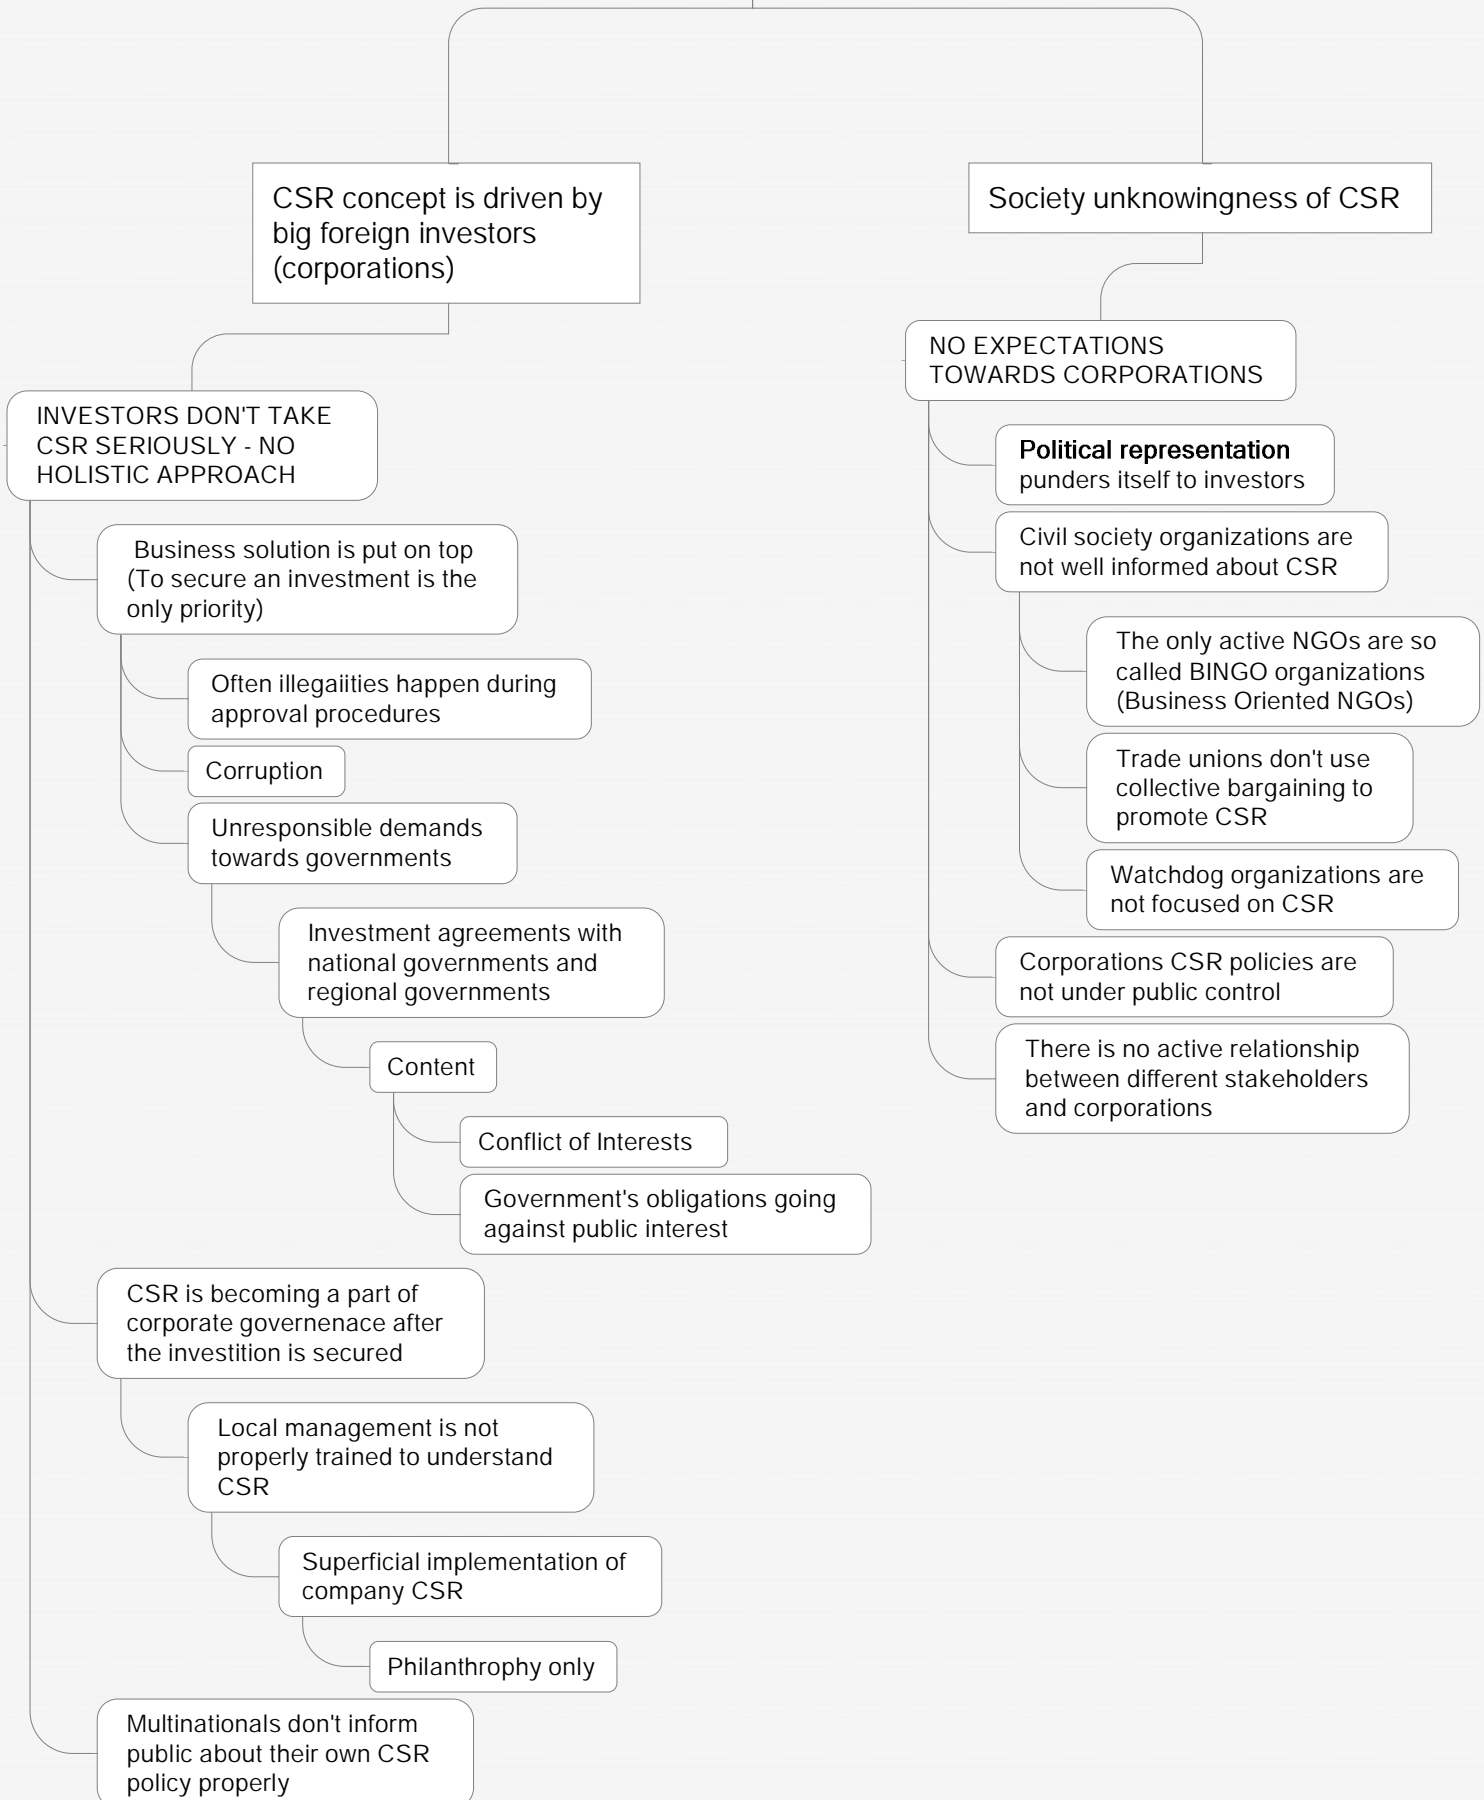 CSR concept is driven by
big foreign investors
(corporations)
INVESTORS DON'T TAKE
CSR SERIOUSLY - NO
HOLISTIC APPROACH
Business solution is put on top
(To secure an investment is the
only priority)
Often illegaiities happen during
approval procedures
Corruption
Unresponsible demands
towards governments
Investment agreements with
national governments and
regional governments
Content
Conflict of Interests
Government's obligations going
against public interest
CSR is becoming a part of
corporate governenace after
the investition is secured
Local management is not
properly trained to understand
CSR
Superficial implementation of
company CSR
Philanthrophy only
Multinationals don't inform
public about their own CSR
policy properly
Society unknowingness of CSR
NO EXPECTATIONS
TOWARDS CORPORATIONS
Political representation
punders itself to investors
Civil society organizations are
not well informed about CSR
The only active NGOs are so
called BINGO organizations
(Business Oriented NGOs)
Trade unions don't use
collective bargaining to
promote CSR
Watchdog organizations are
not focused on CSR
Corporations CSR policies are
not under public control
There is no active relationship
between different stakeholders
and corporations